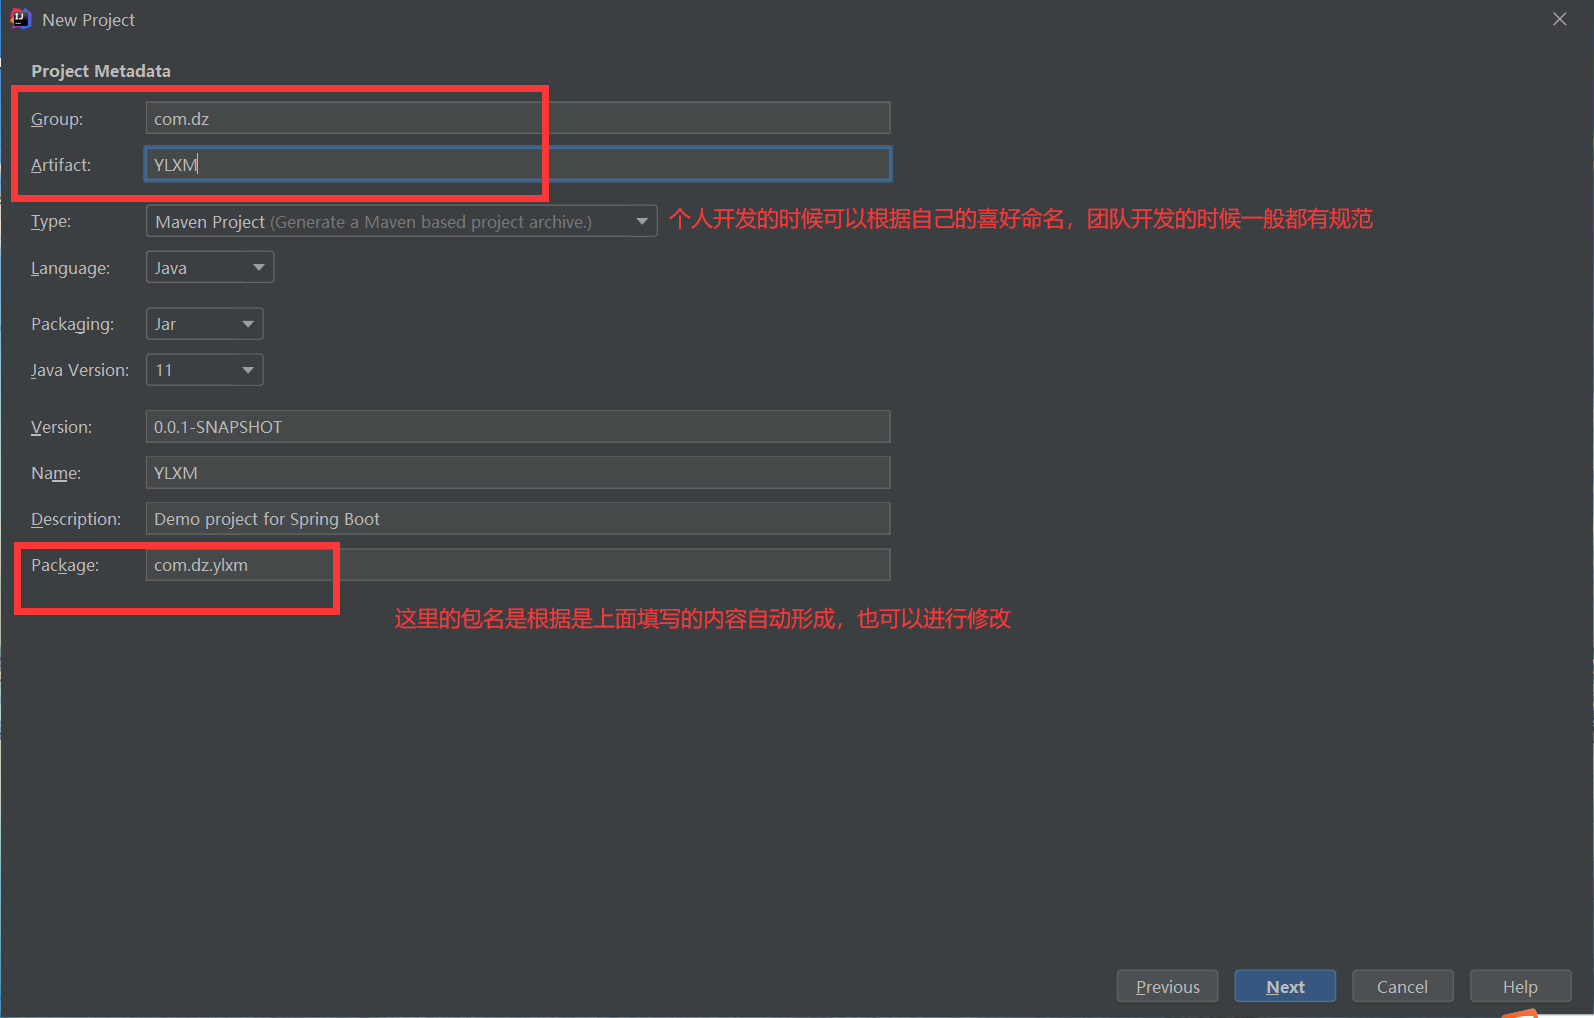 New Project
Project Metadata
Group: com.dz
Artifact: YLXM
Type: Maven Project (Generate a Maven based project archive.) 个人开发的时候可以根据自己的喜好命名，团队开发的时候一般都有规范
Language: Java
Packaging: Jar
Java Version: 11
Version: 0.0.1-SNAPSHOT
Name: YLXM
Description: Demo project for Spring Boot
Package: com.dz.ylxm
这里的包名是根据是上面填写的内容自动形成，也可以进行修改
Previous Next Cancel Help